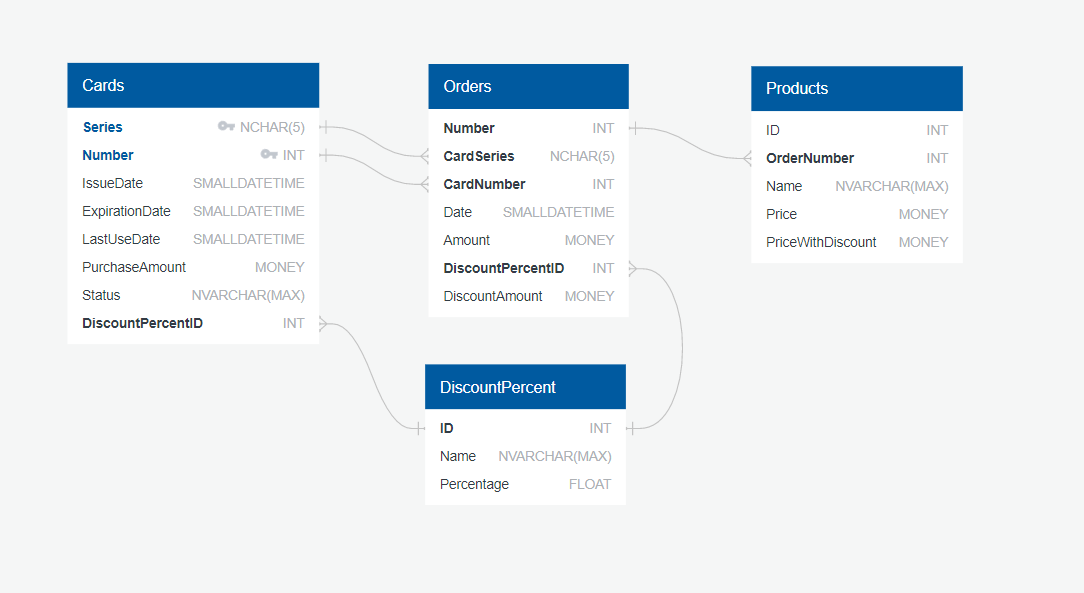 Cards
Series NCHAR(5)
Number INT
IssueDate SMALLDATETIME
ExpirationDate SMALLDATETIME
LastUseDate SMALLDATETIME
PurchaseAmount MONEY
Status NVARCHAR(MAX)
DiscountPercentID INT
Orders
Number INT
CardSeries NCHAR(5)
CardNumber INT
Date SMALLDATETIME
Amount MONEY
DiscountPercentID INT
DiscountAmount MONEY
Products
ID INT
OrderNumber INT
Name NVARCHAR(MAX)
Price MONEY
PriceWithDiscount MONEY
DiscountPercent
ID INT
Name NVARCHAR(MAX)
Percentage FLOAT